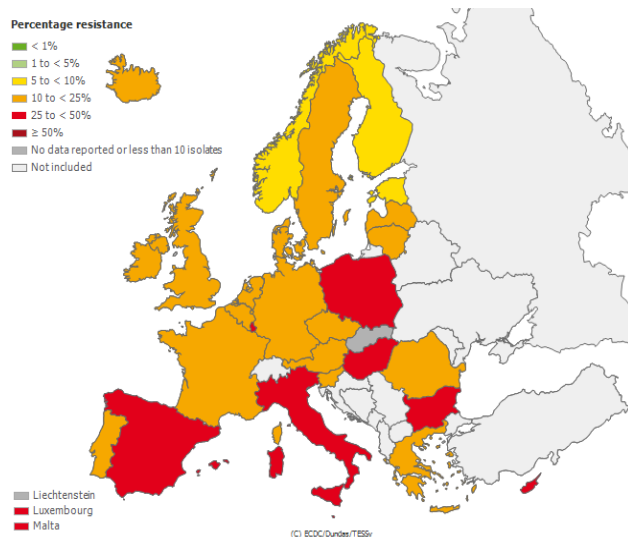 Percentage resistance
< 1%
1 to < 5%
5 to < 10%
10 to < 25%
25 to < 50%
≥ 50%
No data reported or less than 10 isolates
Not included
Liechtenstein
Luxembourg
Malta
(C) ECDC/Dundas/TESSy